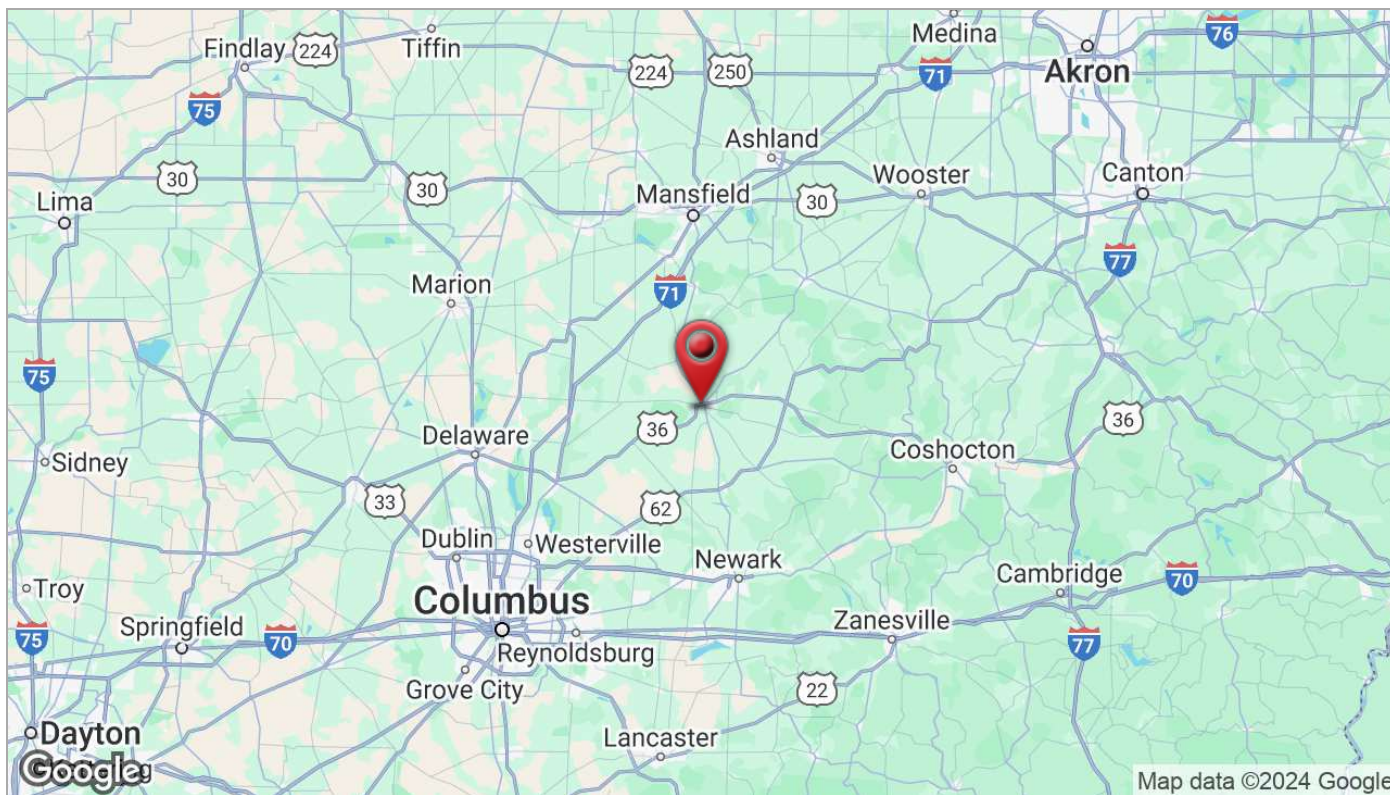 Medina
76
Findlay
224
Tiffin
224
250
71
Akron
75
Ashland
30
30
Mansfield
30
Wooster
Canton
Lima
77
Marion
71
75
36
36
Delaware
Coshocton
Sidney
33
62
Dublin
Westerville
Newark
Cambridge
70
Troy
Columbus
75
Springfield
70
Zanesville
77
Reynoldsburg
Grove City
22
Dayton
Lancaster
Google
Map data ©2024 Google